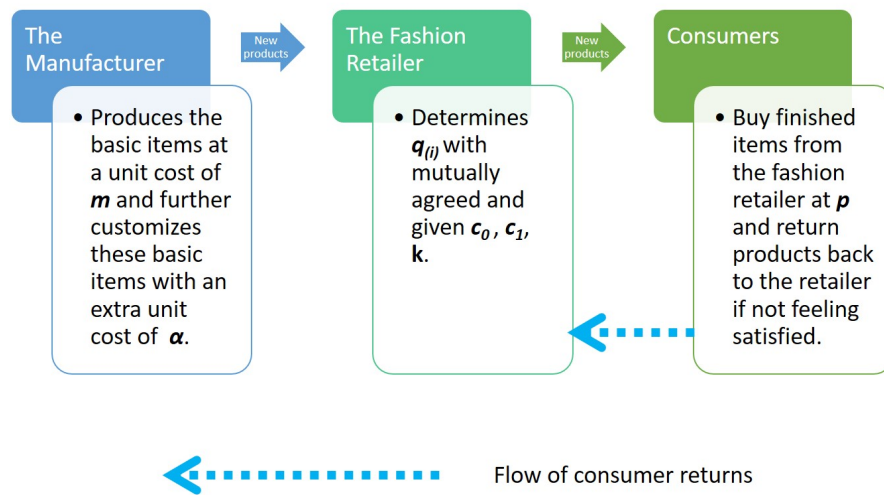 The
Manufacturer
New
products
The Fashion
Retailer
New
products
Consumers
• Produces the
basic items at
a unit cost of
m and further
customizes
these basic
items with an
extra unit
cost of α.
• Determines
q(i) with
mutually
agreed and
given c0 , c1,
k.
• Buy finished
items from
the fashion
retailer at p
and return
products back
to the retailer
if not feeling
satisfied.
Flow of consumer returns